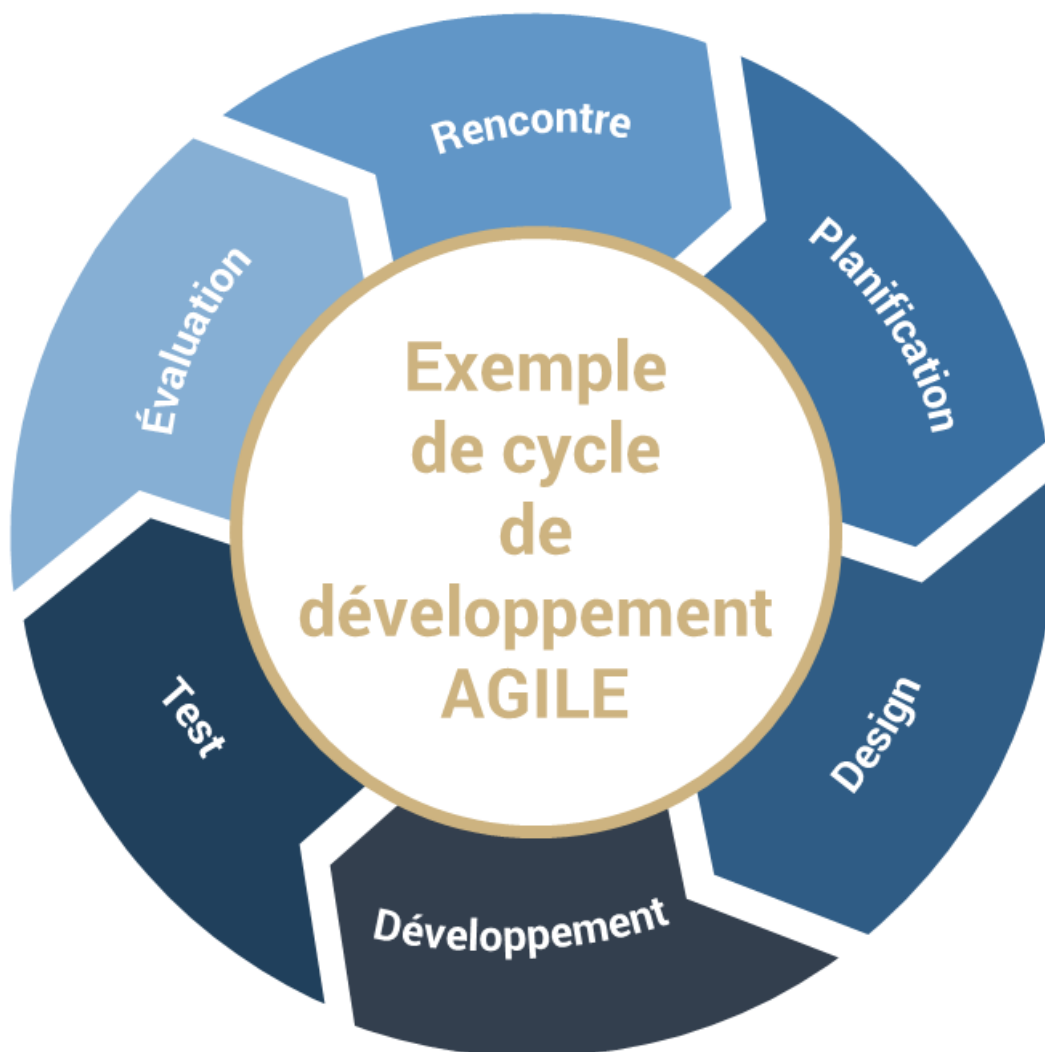 Rencontre
Planification
Design
Développement
Test
Évaluation
Exemple
de cycle
de
développement
AGILE